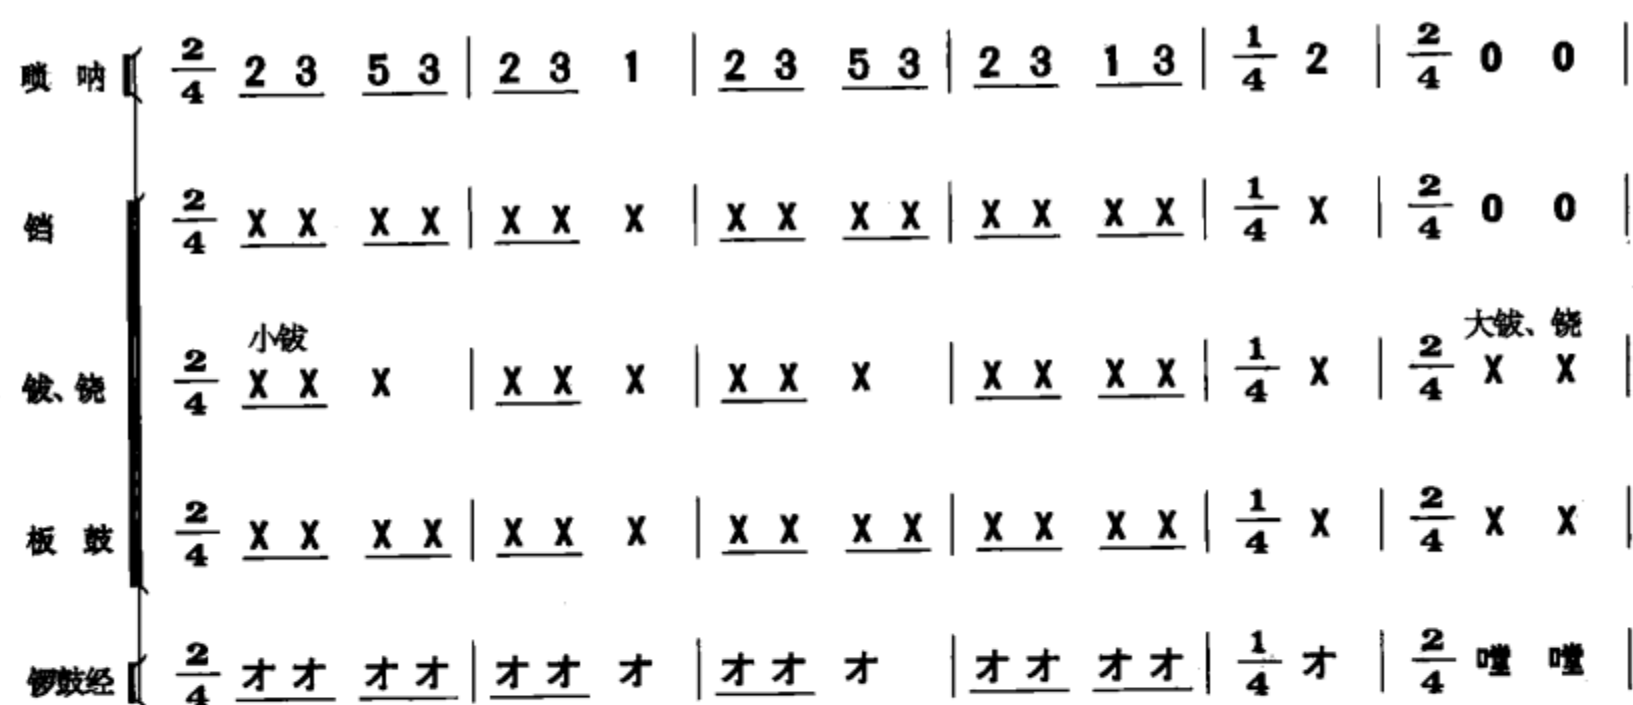 唢 呐 2/4 2 3 5 3 | 2 3 1 | 2 3 5 3 | 2 3 1 3 | 1/4 2 | 2/4 0 0 |
铛 2/4 X X X X | X X X | X X X X | X X X X | 1/4 X | 2/4 0 0 |
小钹 大钹、铙
钹、铙 2/4 X X X | X X X | X X X | X X X X | 1/4 X | 2/4 X X |
板 鼓 2/4 X X X X | X X X | X X X X | X X X X | 1/4 X | 2/4 X X |
锣鼓经 2/4 才 才 才 才 | 才 才 才 | 才 才 才 | 才 才 才 才 | 1/4 才 | 2/4 嘡 嘡 |